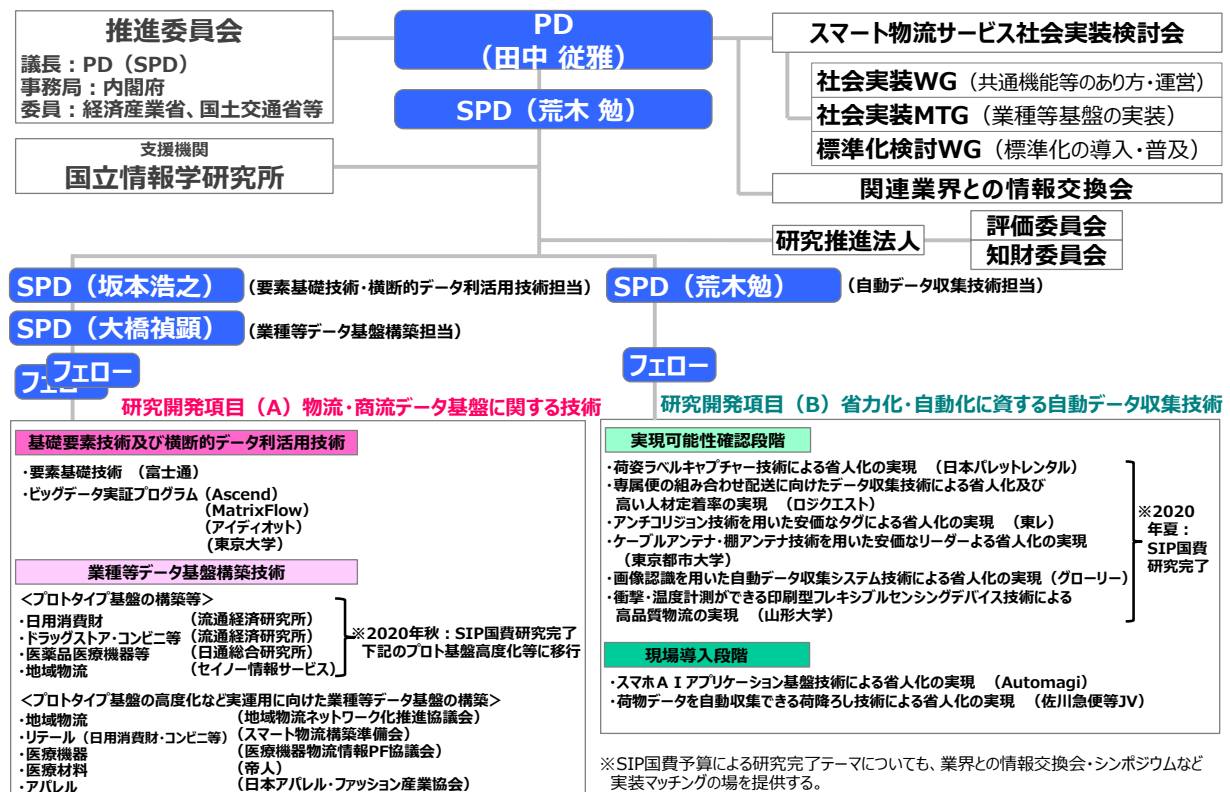 推進委員会
議長：PD（SPD）
事務局：内閣府
委員：経済産業省、国土交通省等
支援機関
国立情報学研究所
PD
（田中 従雅）
SPD（荒木 勉）
スマート物流サービス社会実装検討会
社会実装WG（共通機能等のあり方・運営）
社会実装MTG（業種等基盤の実装）
標準化検討WG（標準化の導入・普及）
関連業界との情報交換会
研究推進法人
評価委員会
知財委員会
SPD（坂本浩之）
（要素基礎技術・横断的データ利活用技術担当）
SPD（大橋禎顕）
（業種等データ基盤構築担当）
フェロー
フェロー
SPD（荒木勉）
（自動データ収集技術担当）
フェロー
研究開発項目（A）物流・商流データ基盤に関する技術
基礎要素技術及び横断的データ利活用技術
・要素基礎技術 （富士通）
・ビッグデータ実証プログラム（Ascend）
（MatrixFlow）
（アイディオット）
（東京大学）
業種等データ基盤構築技術
＜プロトタイプ基盤の構築等＞
・日用消費財 （流通経済研究所）
・ドラッグストア・コンビニ等 （流通経済研究所）
・医薬品医療機器等 （日通総合研究所）
・地域物流 （セイノー情報サービス）
※2020年秋：SIP国費研究完了
下記のプロト基盤高度化等に移行
＜プロトタイプ基盤の高度化など実運用に向けた業種等データ基盤の構築＞
・地域物流 （地域物流ネットワーク化推進協議会）
・リテール（日用消費財・コンビニ等）（スマート物流構築準備会）
・医療機器 （医療機器物流情報PF協議会）
・医療材料 （帝人）
・アパレル （日本アパレル・ファッション産業協会）
研究開発項目（B）省力化・自動化に資する自動データ収集技術
実現可能性確認段階
・荷姿ラベルキャプチャー技術による省人化の実現 （日本パレットレンタル）
・専属便の組み合わせ配送に向けたデータ収集技術による省人化及び
高い人材定着率の実現 （ロジクエスト）
・アンチコリジョン技術を用いた安価なタグによる省人化の実現 （東レ）
・ケーブルアンテナ・棚アンテナ技術を用いた安価なリーダーよる省人化の実現
（東京都市大学）
・画像認識を用いた自動データ収集システム技術による省人化の実現（グローリー）
・衝撃・温度計測ができる印刷型フレキシブルセンシングデバイス技術による
高品質物流の実現 （山形大学）
※2020
年夏：
SIP国費
研究完了
現場導入段階
・スマホＡＩアプリケーション基盤技術による省人化の実現 （Automagi）
・荷物データを自動収集できる荷降ろし技術による省人化の実現 （佐川急便等JV）
※SIP国費予算による研究完了テーマについても、業界との情報交換会・シンポジウムなど
実装マッチングの場を提供する。